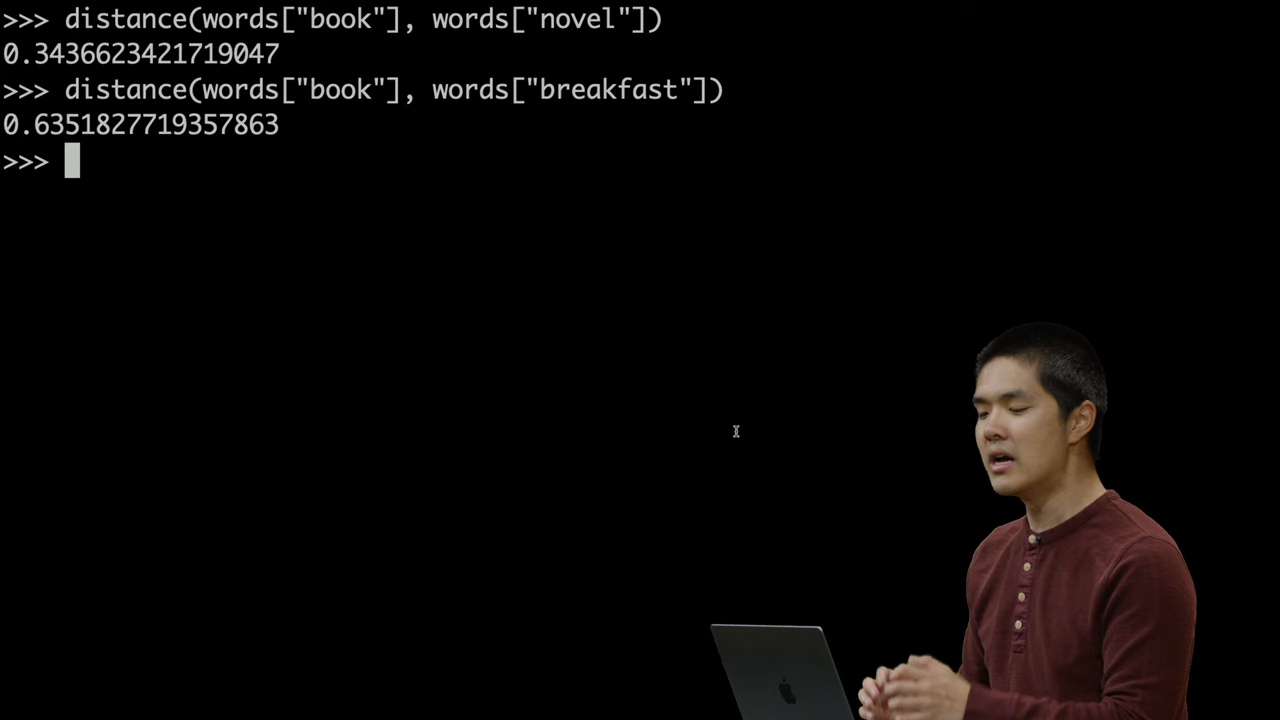 >>> distance(words["book"], words["novel"])
0.3436623421719047
>>> distance(words["book"], words["breakfast"])
0.6351827719357863
>>>